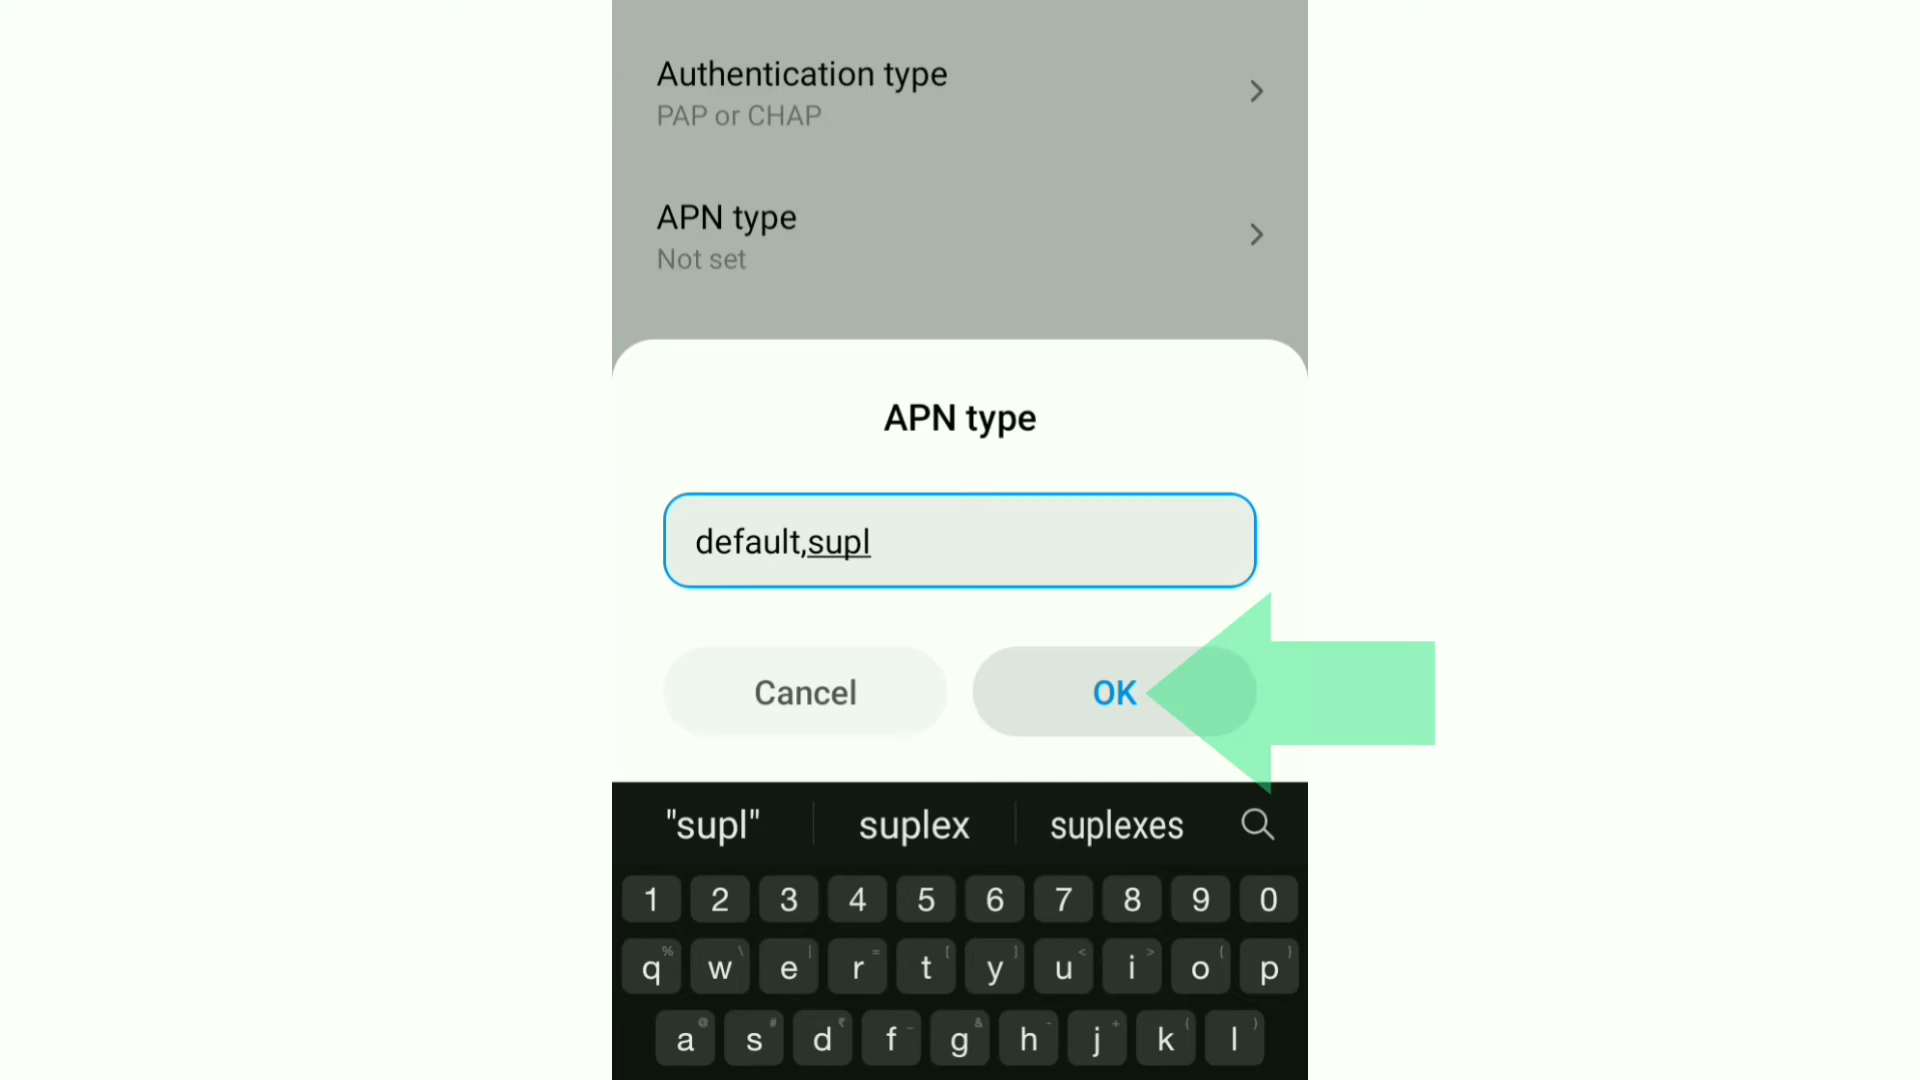 Authentication type
PAP or CHAP
APN type
Not set
APN type
default,supl
Cancel OK
"supl" suplex suplexes
1 2 3 4 5 6 7 8 9 0
% \ | = [ ] < > { }
q w e r t y u i o p
@ # ₹ _ & - + ( )
a s d f g h j k l